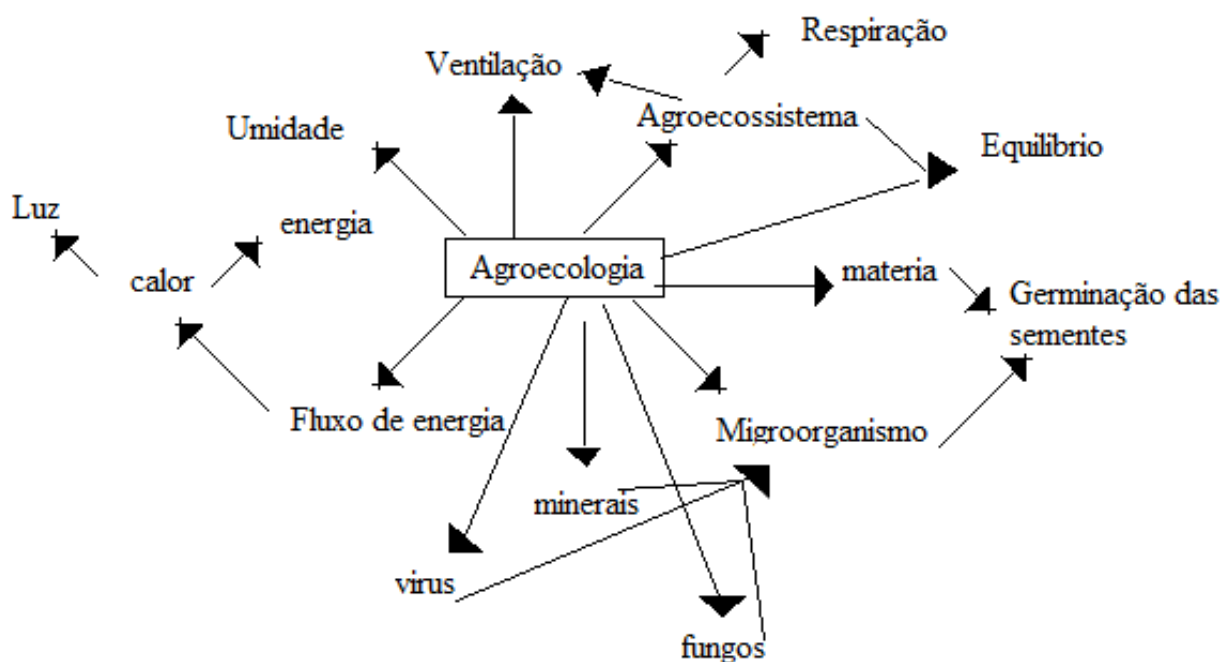 Respiração
Ventilação
Agroecossistema
Umidade
Equilibrio
Luz
energia
calor
Agroecologia
materia
Germinação das
sementes
Fluxo de energia
Migroorganismo
minerais
virus
fungos